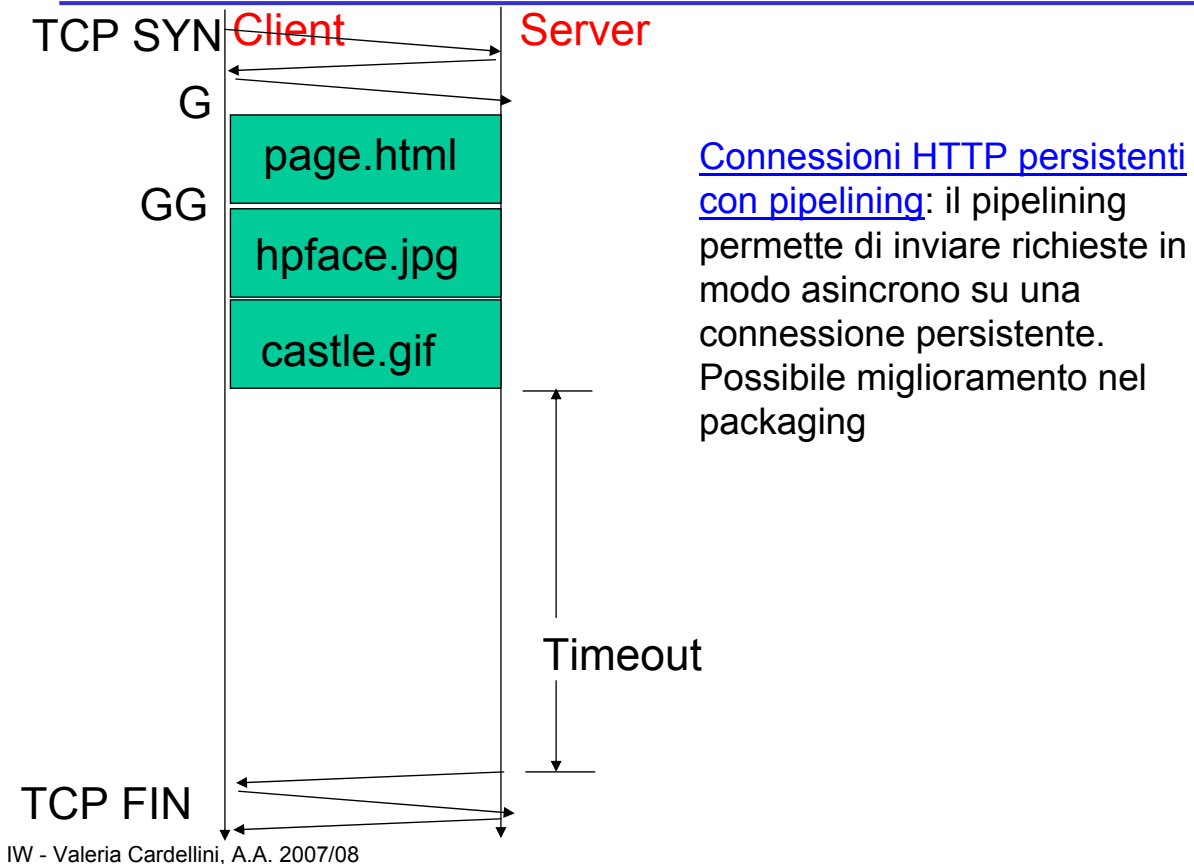 TCP SYN
Client
Server
G
page.html
GG
hpface.jpg
castle.gif
Connessioni HTTP persistenti
con pipelining: il pipelining
permette di inviare richieste in
modo asincrono su una
connessione persistente.
Possibile miglioramento nel
packaging
Timeout
TCP FIN
IW - Valeria Cardellini, A.A. 2007/08